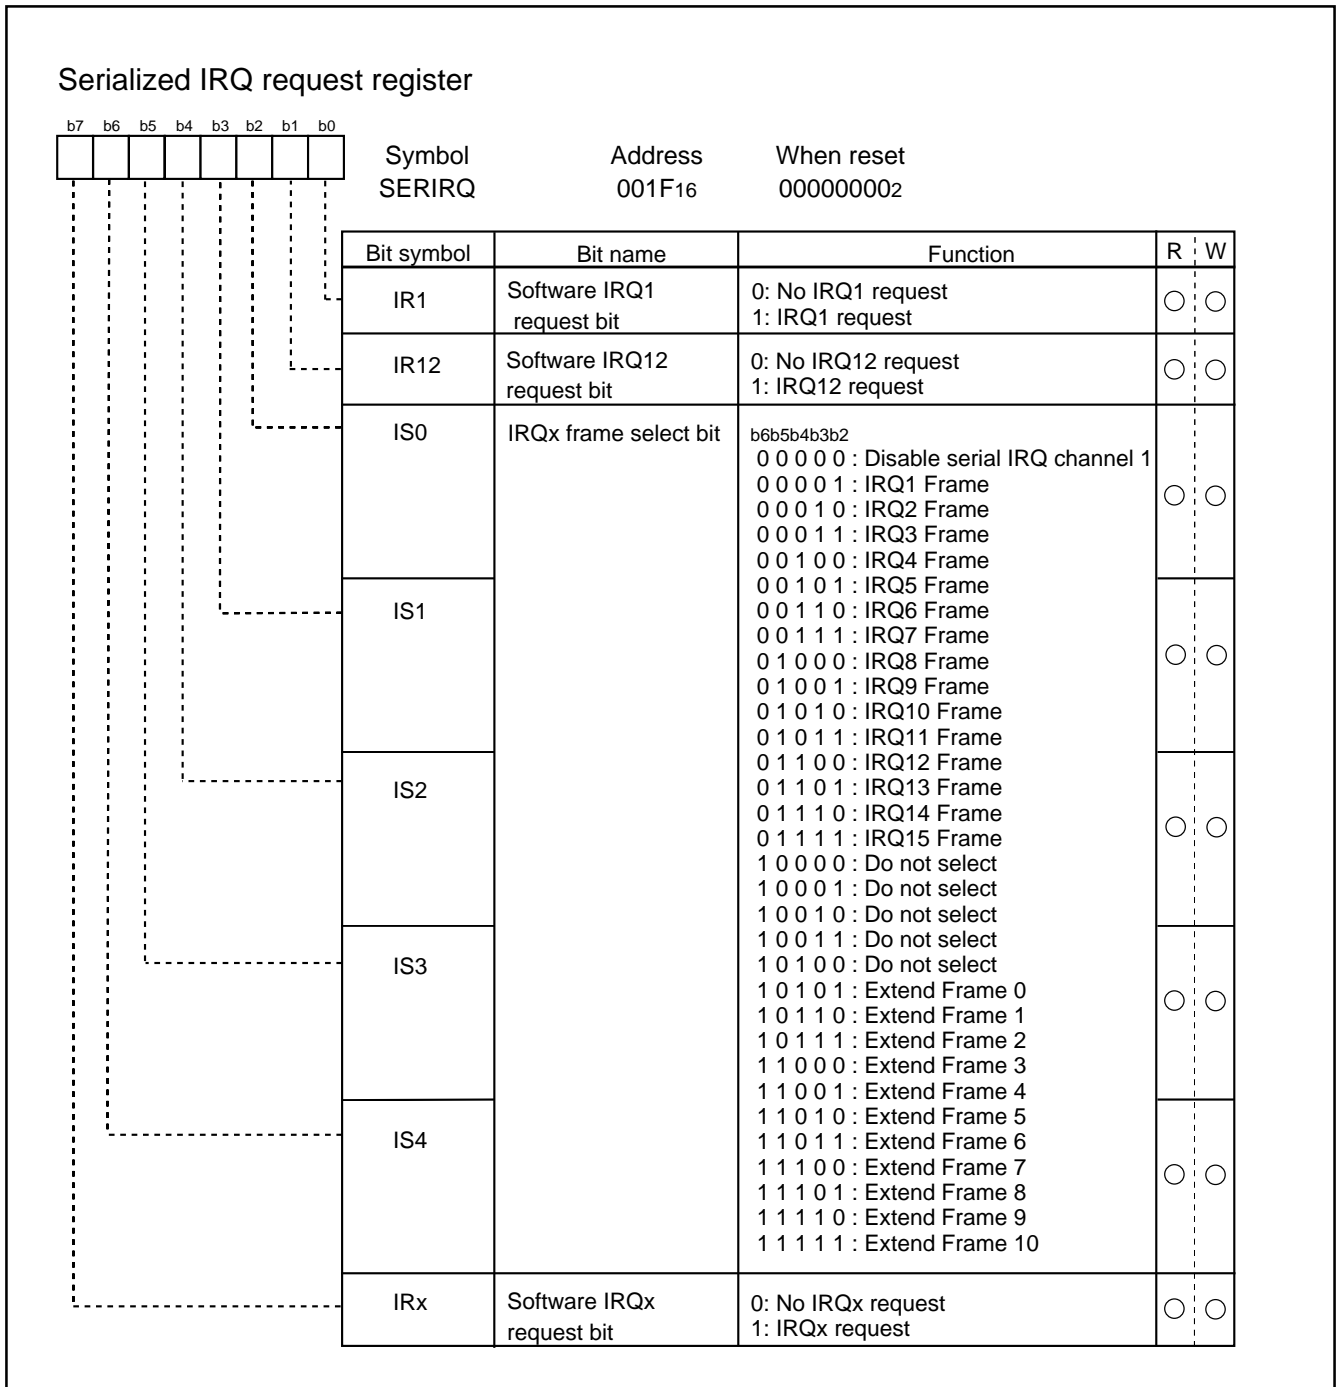 Serialized IRQ request register
b7 b6 b5 b4 b3 b2 b1 b0
Symbol Address When reset
SERIRQ 001F16 000000002
Bit symbol Bit name Function R W
IR1 Software IRQ1 0: No IRQ1 request
request bit 1: IRQ1 request
IR12 Software IRQ12 0: No IRQ12 request
request bit 1: IRQ12 request
IS0 IRQx frame select bit b6b5b4b3b2
0 0 0 0 0 : Disable serial IRQ channel 1
0 0 0 0 1 : IRQ1 Frame
0 0 0 1 0 : IRQ2 Frame
0 0 0 1 1 : IRQ3 Frame
0 0 1 0 0 : IRQ4 Frame
0 0 1 0 1 : IRQ5 Frame
IS1 0 0 1 1 0 : IRQ6 Frame
0 0 1 1 1 : IRQ7 Frame
0 1 0 0 0 : IRQ8 Frame
0 1 0 0 1 : IRQ9 Frame
0 1 0 1 0 : IRQ10 Frame
0 1 0 1 1 : IRQ11 Frame
0 1 1 0 0 : IRQ12 Frame
IS2 0 1 1 0 1 : IRQ13 Frame
0 1 1 1 0 : IRQ14 Frame
0 1 1 1 1 : IRQ15 Frame
1 0 0 0 0 : Do not select
1 0 0 0 1 : Do not select
1 0 0 1 0 : Do not select
1 0 0 1 1 : Do not select
IS3 1 0 1 0 0 : Do not select
1 0 1 0 1 : Extend Frame 0
1 0 1 1 0 : Extend Frame 1
1 0 1 1 1 : Extend Frame 2
1 1 0 0 0 : Extend Frame 3
1 1 0 0 1 : Extend Frame 4
1 1 0 1 0 : Extend Frame 5
IS4 1 1 0 1 1 : Extend Frame 6
1 1 1 0 0 : Extend Frame 7
1 1 1 0 1 : Extend Frame 8
1 1 1 1 0 : Extend Frame 9
1 1 1 1 1 : Extend Frame 10
IRx Software IRQx 0: No IRQx request
request bit 1: IRQx request